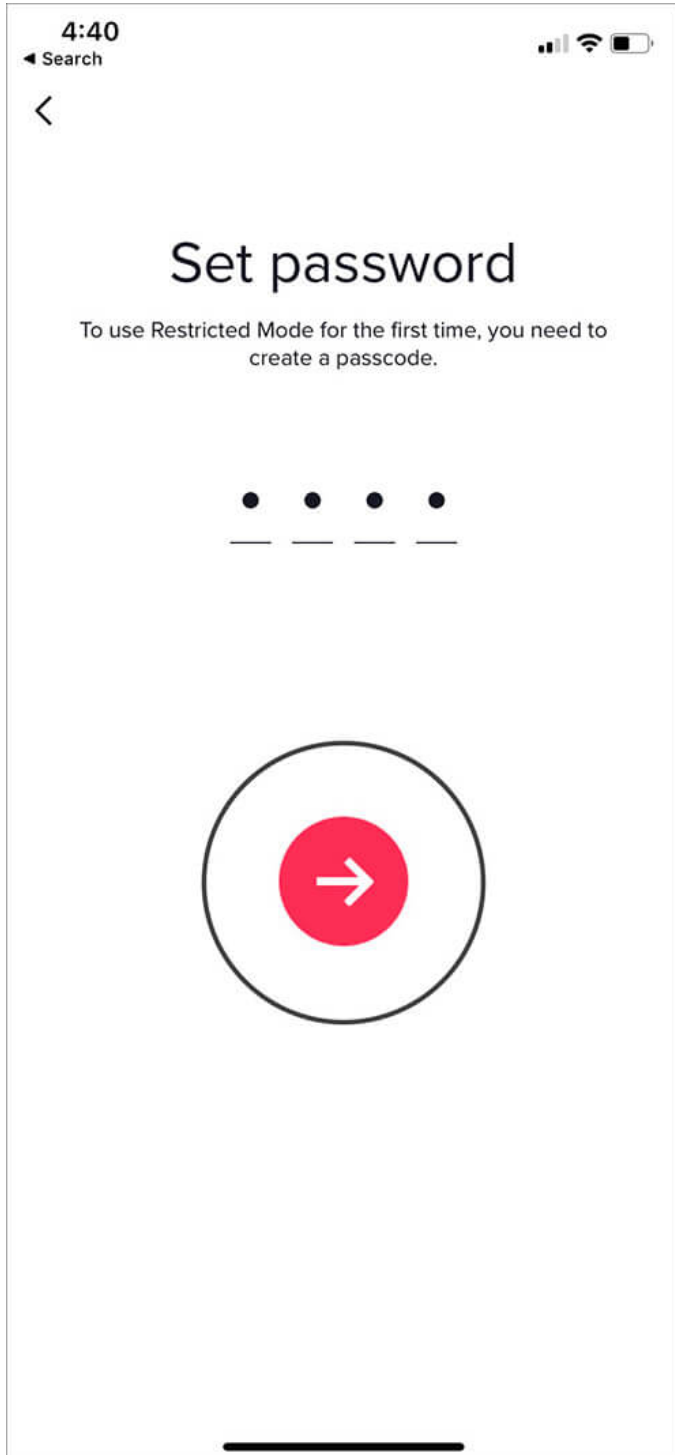 4:40
◀ Search
Set password
To use Restricted Mode for the first time, you need to
create a passcode.